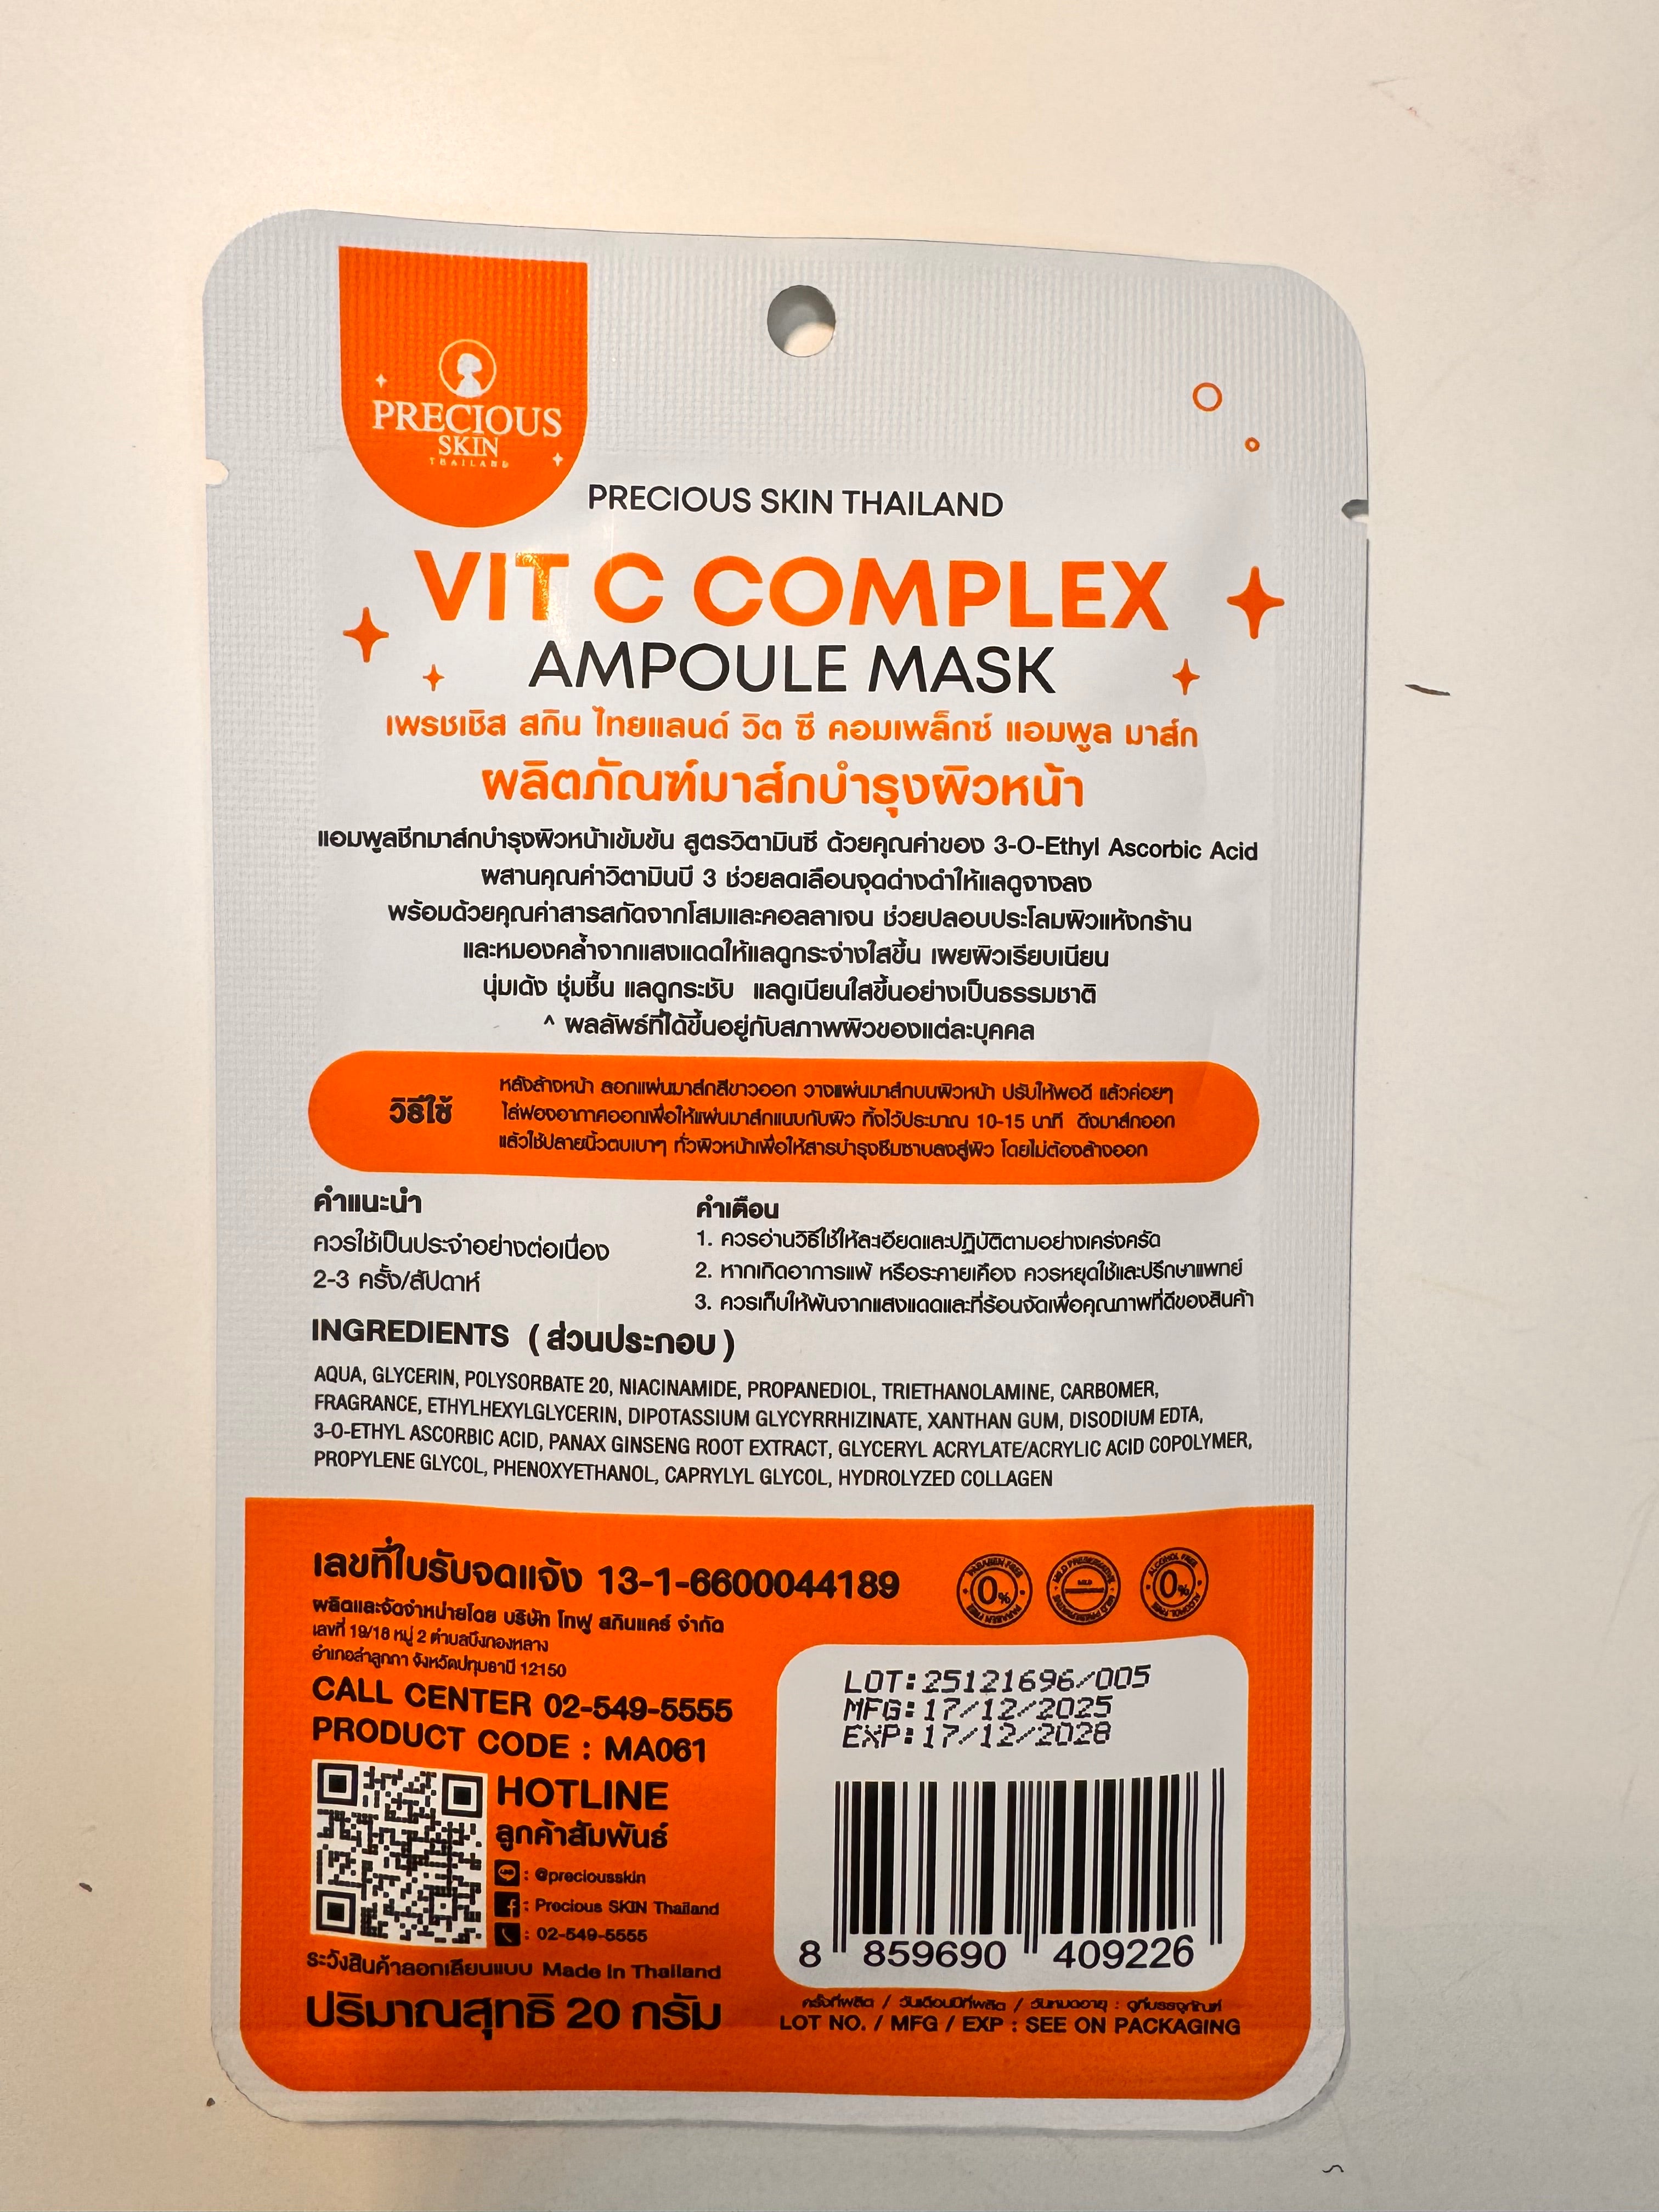 PRECIOUS
SKIN
THAILAND
PRECIOUS SKIN THAILAND
VIT C COMPLEX
AMPOULE MASK
เพรชเชิส สกิน ไทยแลนด์ วิต ซี คอมเพล็กซ์ แอมพูล มาส์ก
ผลิตภัณฑ์มาส์กบำรุงผิวหน้า
แอมพูลชีทมาส์กบำรุงผิวหน้าเข้มข้น สูตรวิตามินซี ด้วยคุณค่าของ 3-O-Ethyl Ascorbic Acid
ผสานคุณค่าวิตามินบี 3 ช่วยลดเลือนจุดด่างดำให้แลดูจางลง
พร้อมด้วยคุณค่าสารสกัดจากโสมและคอลลาเจน ช่วยปลอบประโลมผิวแห้งกร้าน
และหมองคล้ำจากแสงแดดให้แลดูกระจ่างใสขึ้น เผยผิวเรียบเนียน
นุ่มเด้ง ชุ่มชื้น แลดูกระชับ แลดูเนียนใสขึ้นอย่างเป็นธรรมชาติ
^ ผลลัพธ์ที่ได้ขึ้นอยู่กับสภาพผิวของแต่ละบุคคล
วิธีใช้
หลังล้างหน้า ลอกแผ่นมาส์กสีขาวออก วางแผ่นมาส์กบนผิวหน้า ปรับให้พอดี แล้วค่อยๆ
ไล่ฟองอากาศออกเพื่อให้แผ่นมาส์กแนบกับผิว ทิ้งไว้ประมาณ 10-15 นาที ดึงมาส์กออก
แล้วใช้ปลายนิ้วตบเบาๆ ทั่วผิวหน้าเพื่อให้สารบำรุงซึมซาบลงสู่ผิว โดยไม่ต้องล้างออก
คำแนะนำ
ควรใช้เป็นประจำอย่างต่อเนื่อง
2-3 ครั้ง/สัปดาห์
คำเตือน
1. ควรอ่านวิธีใช้ให้ละเอียดและปฏิบัติตามอย่างเคร่งครัด
2. หากเกิดอาการแพ้ หรือระคายเคือง ควรหยุดใช้และปรึกษาแพทย์
3. ควรเก็บให้พ้นจากแสงแดดและที่ร้อนจัดเพื่อคุณภาพที่ดีของสินค้า
INGREDIENTS (ส่วนประกอบ)
AQUA, GLYCERIN, POLYSORBATE 20, NIACINAMIDE, PROPANEDIOL, TRIETHANOLAMINE, CARBOMER,
FRAGRANCE, ETHYLHEXYLGLYCERIN, DIPOTASSIUM GLYCYRRHIZINATE, XANTHAN GUM, DISODIUM EDTA,
3-O-ETHYL ASCORBIC ACID, PANAX GINSENG ROOT EXTRACT, GLYCERYL ACRYLATE/ACRYLIC ACID COPOLYMER,
PROPYLENE GLYCOL, PHENOXYETHANOL, CAPRYLYL GLYCOL, HYDROLYZED COLLAGEN
เลขที่ใบรับจดแจ้ง 13-1-6600044189
ผลิตและจัดจำหน่ายโดย บริษัท โทฟู สกินแคร์ จำกัด
เลขที่ 19/18 หมู่ 2 ตำบลบึงทองหลาง
อำเภอลำลูกกา จังหวัดปทุมธานี 12150
CALL CENTER 02-549-5555
PRODUCT CODE : MA061
HOTLINE
ลูกค้าสัมพันธ์
: @preciousskin
: Precious SKIN Thailand
: 02-549-5555
ระวังสินค้าลอกเลียนแบบ Made in Thailand
ปริมาณสุทธิ 20 กรัม
PARABEN FREE 0% PARABEN FREE
MILD PRESERVATIVE
ALCOHOL FREE 0% ALCOHOL FREE
LOT:25121696/005
MFG:17/12/2025
EXP:17/12/2028
8 859690 409226
ครั้งที่ผลิต / วันเดือนปีที่ผลิต / วันหมดอายุ : ดูที่บรรจุภัณฑ์
LOT NO. / MFG / EXP : SEE ON PACKAGING